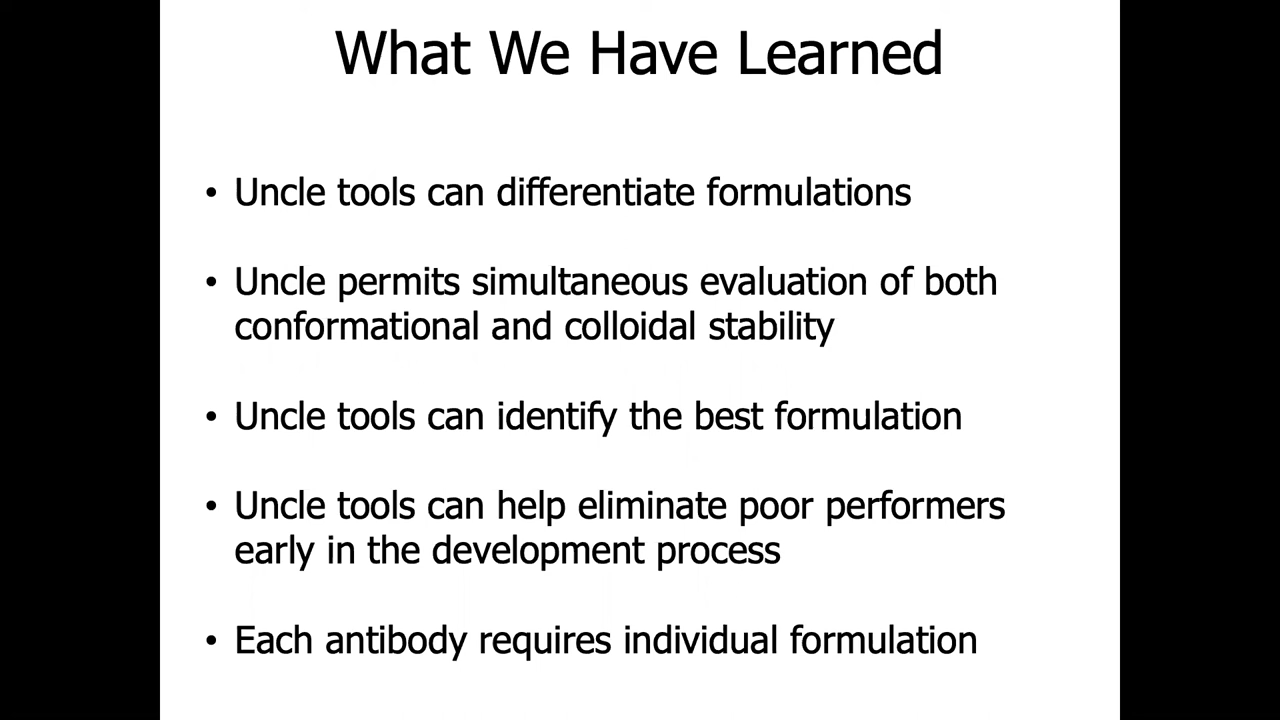 What We Have Learned
• Uncle tools can differentiate formulations
• Uncle permits simultaneous evaluation of both
conformational and colloidal stability
• Uncle tools can identify the best formulation
• Uncle tools can help eliminate poor performers
early in the development process
• Each antibody requires individual formulation